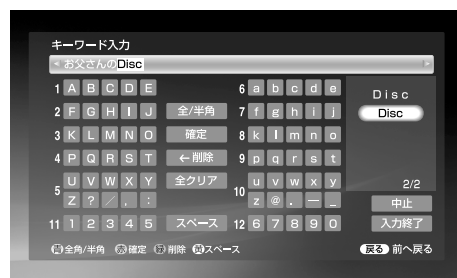 キーワード入力
お父さんのDisc
1 A B C D E 6 a b c d e
2 F G H I J 全/半角 7 f g h i j
3 K L M N O 確定 8 k l m n o
4 P Q R S T ←削除 9 p q r s t
5 U V W X Y 全クリア 10 u v w x y
Z ? / . : z @ . — _
11 1 2 3 4 5 スペース 12 6 7 8 9 0
Disc
Disc
2/2
中止
入力終了
青 全角/半角 赤 確定 緑 削除 黄 スペース
戻る 前へ戻る